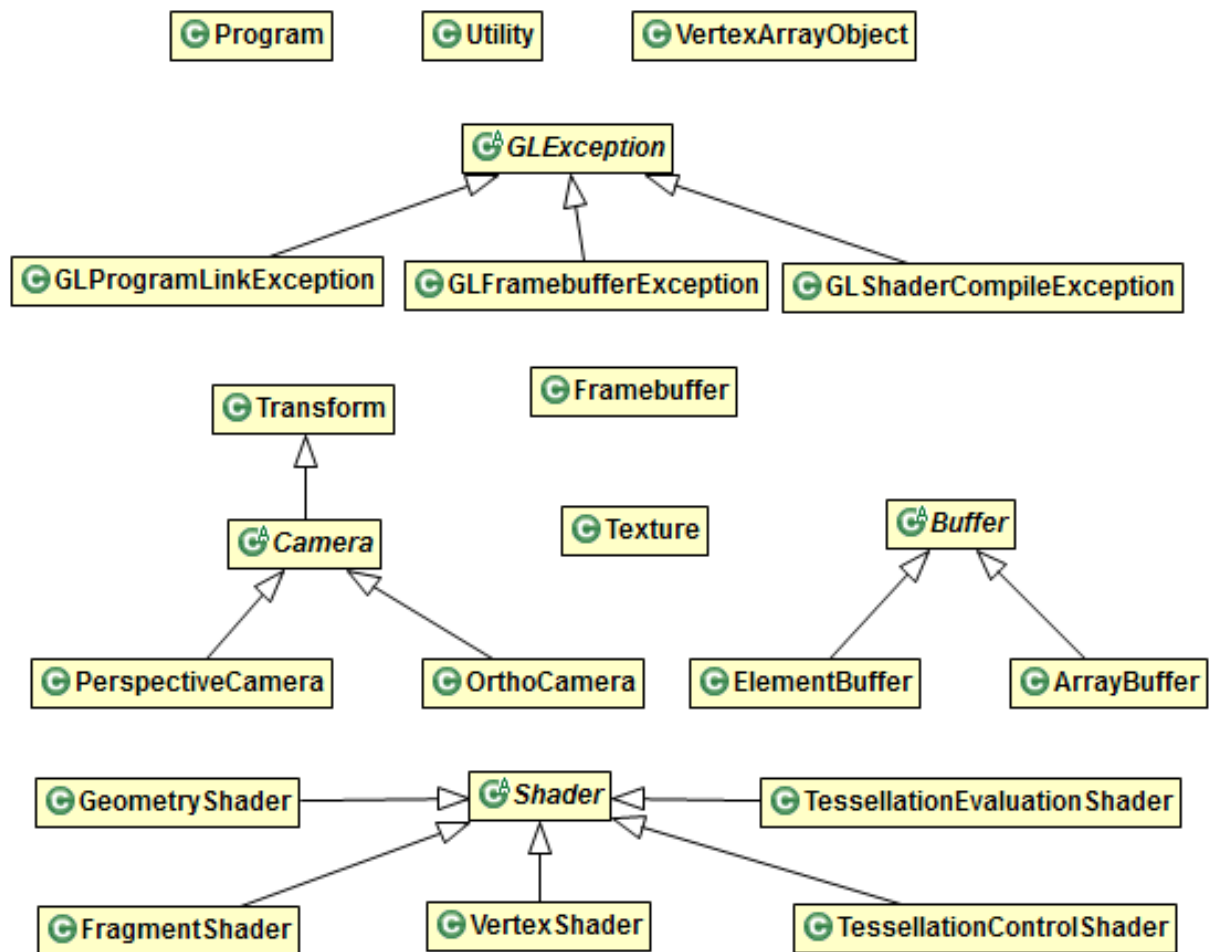 Program
Utility
VertexArrayObject
GLException
GLProgramLinkException
GLFramebufferException
GLShaderCompileException
Transform
Framebuffer
Camera
Texture
Buffer
PerspectiveCamera
OrthoCamera
ElementBuffer
ArrayBuffer
GeometryShader
Shader
TessellationEvaluationShader
FragmentShader
VertexShader
TessellationControlShader